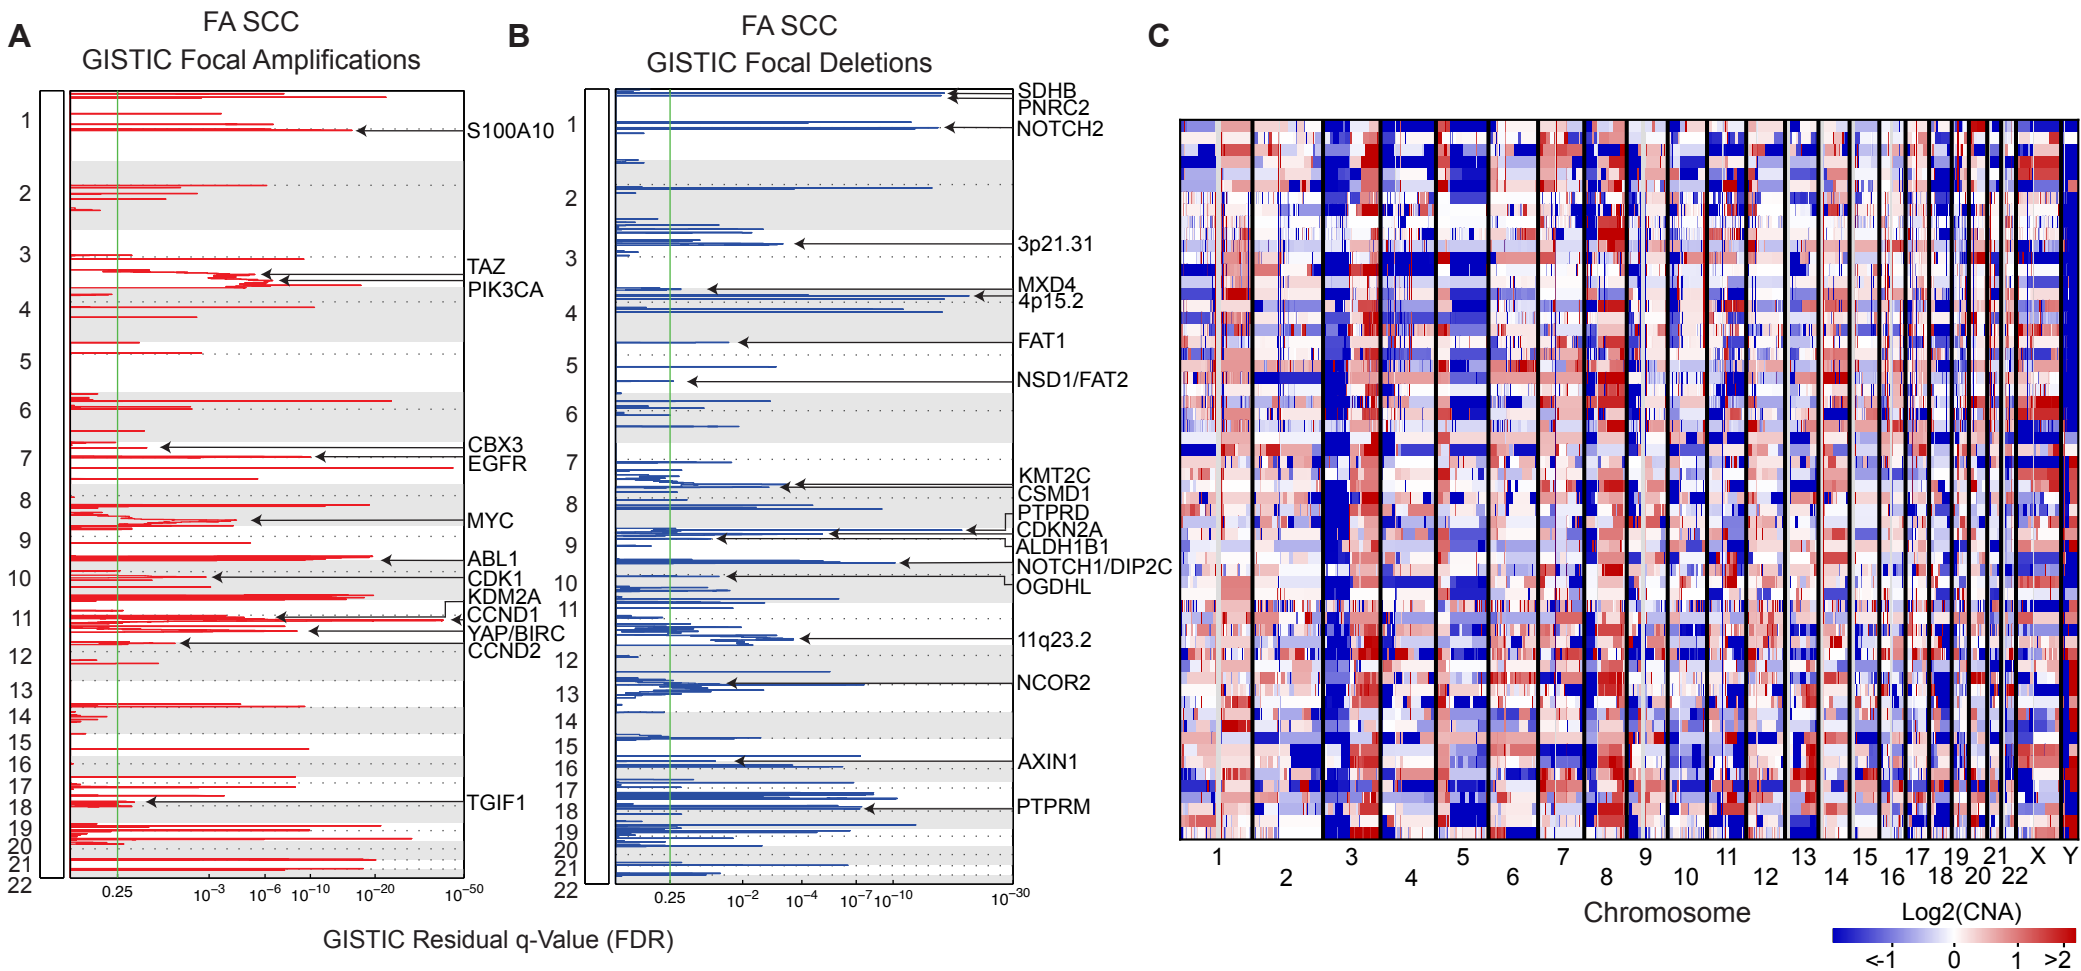 A
FA SCC
GISTIC Focal Amplifications
1
2
3
4
5
6
7
8
9
10
11
12
13
14
15
16
17
18
19
20
21
22
S100A10
TAZ
PIK3CA
CBX3
EGFR
MYC
ABL1
CDK1
KDM2A
CCND1
YAP/BIRC
CCND2
TGIF1
0.25
10−3
10−6
10−10
10−20
10−50
B
FA SCC
GISTIC Focal Deletions
1
2
3
4
5
6
7
8
9
10
11
12
13
14
15
16
17
18
19
20
21
22
SDHB
PNRC2
NOTCH2
3p21.31
MXD4
4p15.2
FAT1
NSD1/FAT2
KMT2C
CSMD1
PTPRD
CDKN2A
ALDH1B1
NOTCH1/DIP2C
OGDHL
11q23.2
NCOR2
AXIN1
PTPRM
0.25
10−2
10−4
10−7
10−10
10−30
GISTIC Residual q-Value (FDR)
C
1 3 5 7 9 11 13 15 17 19 21 X Y
2 4 6 8 10 12 14 16 18 20 22
Chromosome
Log2(CNA)
<-1 0 1 >2